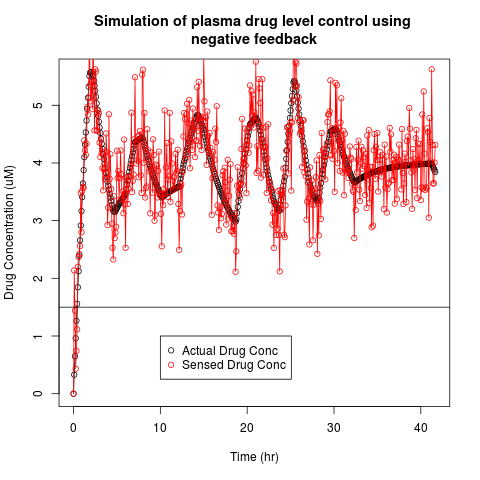 Simulation of plasma drug level control using
negative feedback
Drug Concentration (uM)
5
4
3
2
1
0
Actual Drug Conc
Sensed Drug Conc
0 10 20 30 40
Time (hr)